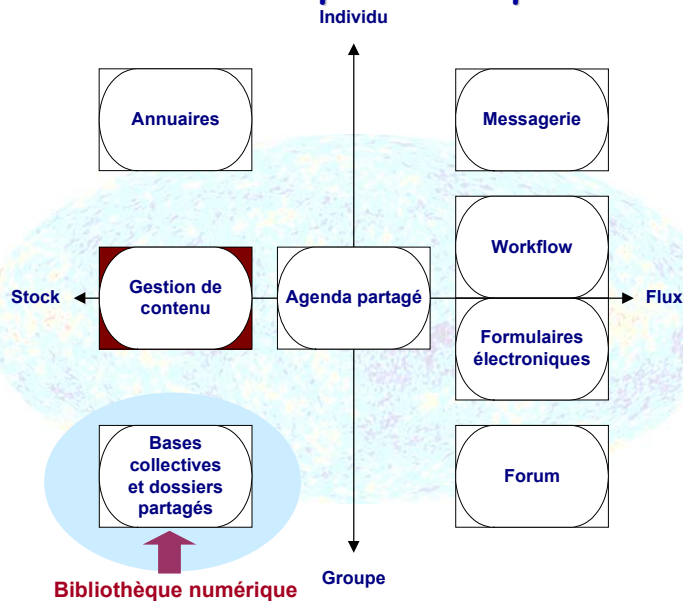 Individu
Annuaires
Messagerie
Workflow
Stock
Gestion de
contenu
Agenda partagé
Flux
Formulaires
électroniques
Bases
collectives
et dossiers
partagés
Forum
Bibliothèque numérique
Groupe